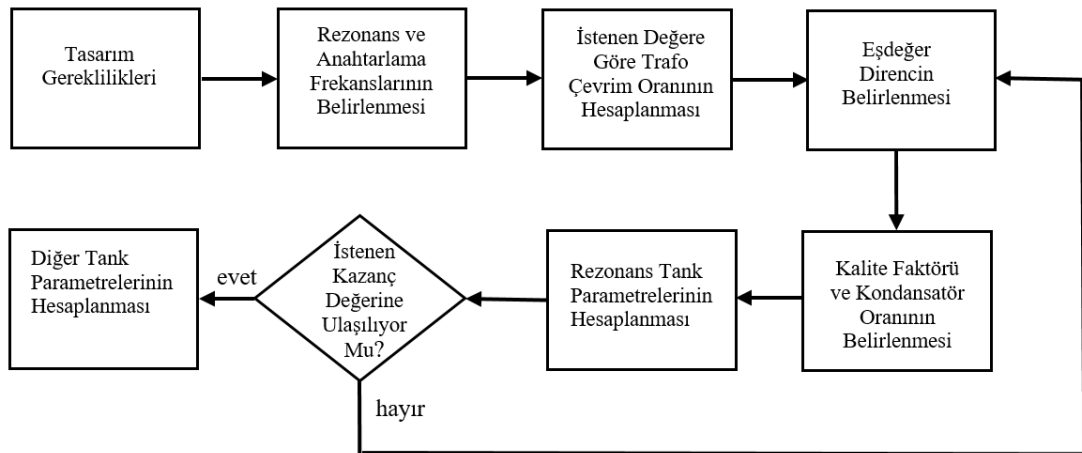 Tasarım
Gereklilikleri
Rezonans ve
Anahtarlama
Frekanslarının
Belirlenmesi
İstenen Değere
Göre Trafo
Çevrim Oranının
Hesaplanması
Eşdeğer
Direncin
Belirlenmesi
Kalite Faktörü
ve Kondansatör
Oranının
Belirlenmesi
Rezonans Tank
Parametrelerinin
Hesaplanması
İstenen
Kazanç
Değerine
Ulaşılıyor
Mu?
evet
hayır
Diğer Tank
Parametrelerinin
Hesaplanması